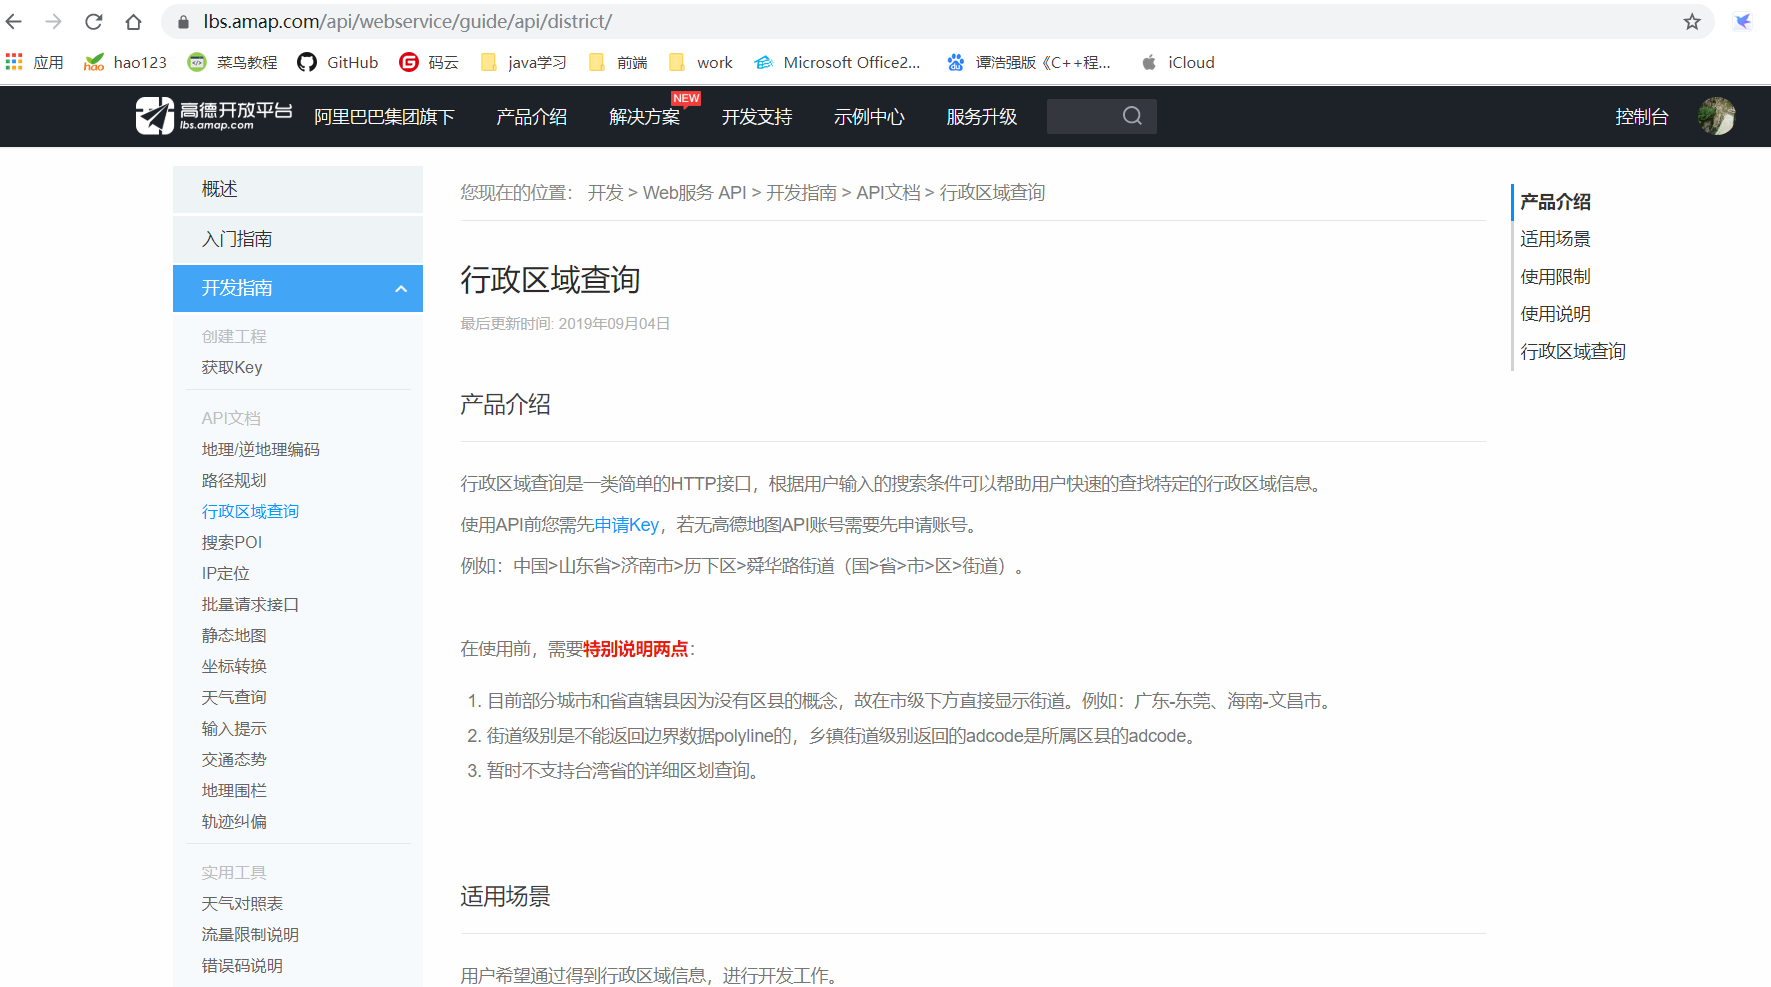 lbs.amap.com/api/webservice/guide/api/district/
应用
hao123
菜鸟教程
GitHub
码云
java学习
前端
work
Microsoft Office2...
谭浩强版《C++程...
iCloud
高德开放平台
lbs.amap.com
阿里巴巴集团旗下
产品介绍
解决方案
NEW
开发支持
示例中心
服务升级
控制台
概述
入门指南
开发指南
创建工程
获取Key
API文档
地理/逆地理编码
路径规划
行政区域查询
搜索POI
IP定位
批量请求接口
静态地图
坐标转换
天气查询
输入提示
交通态势
地理围栏
轨迹纠偏
实用工具
天气对照表
流量限制说明
错误码说明
您现在的位置： 开发 > Web服务 API > 开发指南 > API文档 > 行政区域查询
行政区域查询
最后更新时间: 2019年09月04日
产品介绍
行政区域查询是一类简单的HTTP接口，根据用户输入的搜索条件可以帮助用户快速的查找特定的行政区域信息。
使用API前您需先申请Key，若无高德地图API账号需要先申请账号。
例如：中国>山东省>济南市>历下区>舜华路街道（国>省>市>区>街道）。
在使用前，需要特别说明两点：
1. 目前部分城市和省直辖县因为没有区县的概念，故在市级下方直接显示街道。例如：广东-东莞、海南-文昌市。
2. 街道级别是不能返回边界数据polyline的，乡镇街道级别返回的adcode是所属区县的adcode。
3. 暂时不支持台湾省的详细区划查询。
适用场景
用户希望通过得到行政区域信息，进行开发工作。
产品介绍
适用场景
使用限制
使用说明
行政区域查询